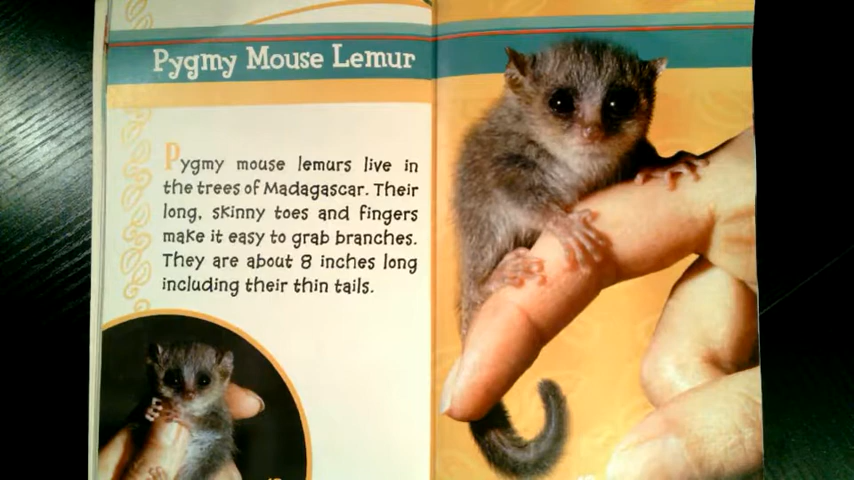 Pygmy Mouse Lemur
Pygmy mouse lemurs live in
the trees of Madagascar. Their
long, skinny toes and fingers
make it easy to grab branches.
They are about 8 inches long
including their thin tails.